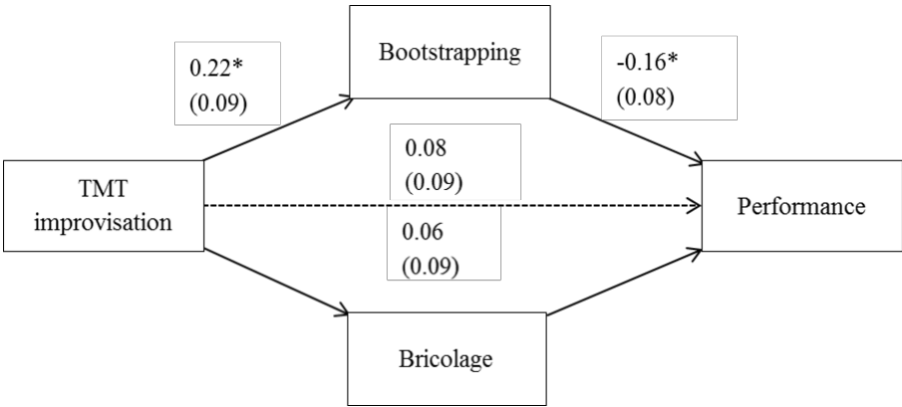 Bootstrapping
0.22*
(0.09)
-0.16*
(0.08)
0.08
(0.09)
TMT
improvisation
Performance
0.06
(0.09)
Bricolage